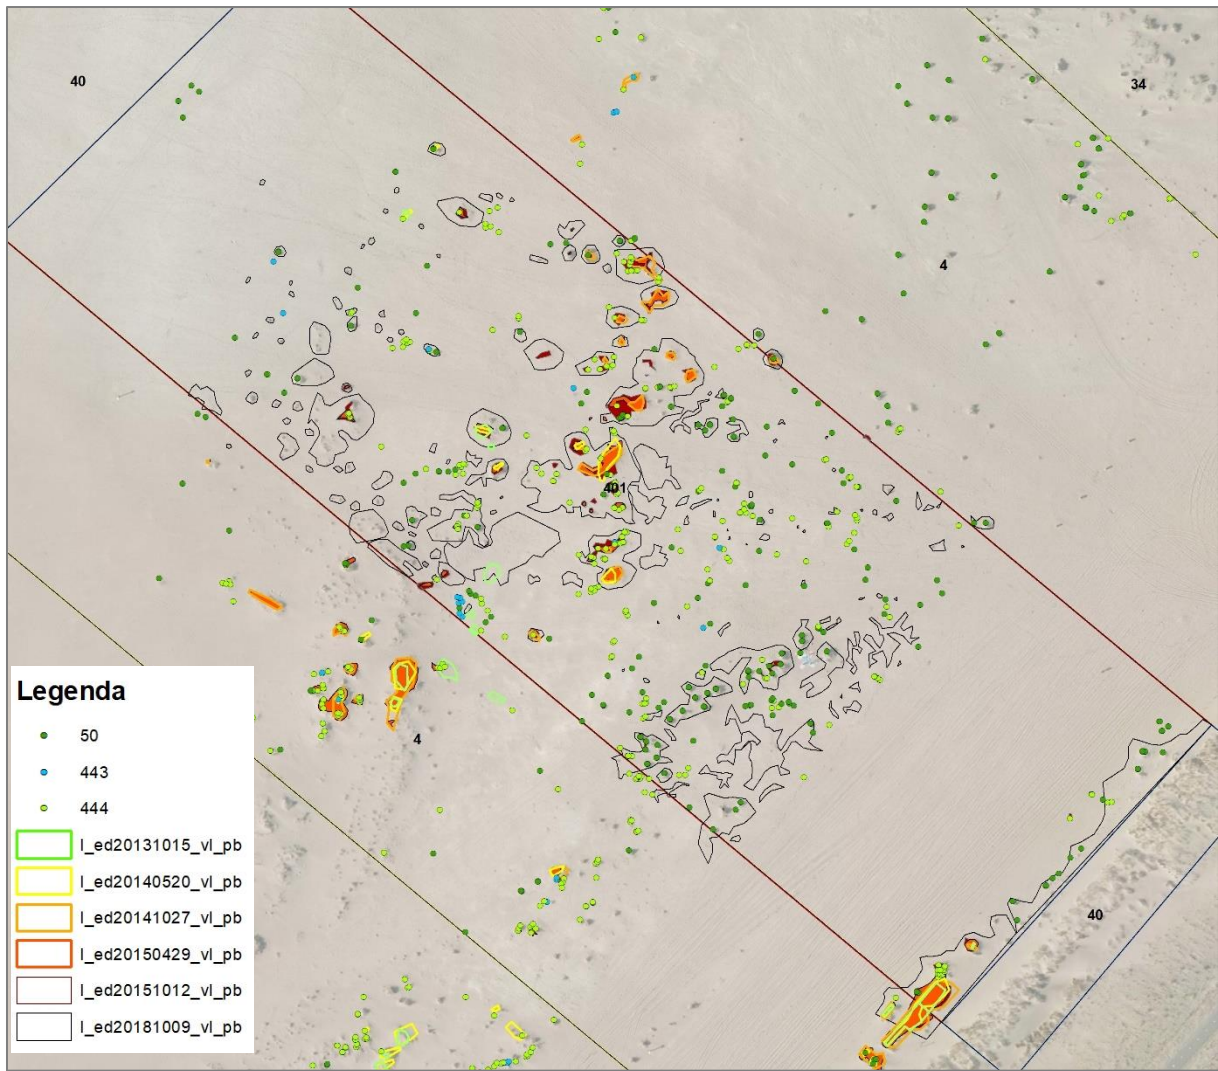 40
34
4
401
4
40
Legenda
50
443
444
l_ed20131015_vl_pb
l_ed20140520_vl_pb
l_ed20141027_vl_pb
l_ed20150429_vl_pb
l_ed20151012_vl_pb
l_ed20181009_vl_pb